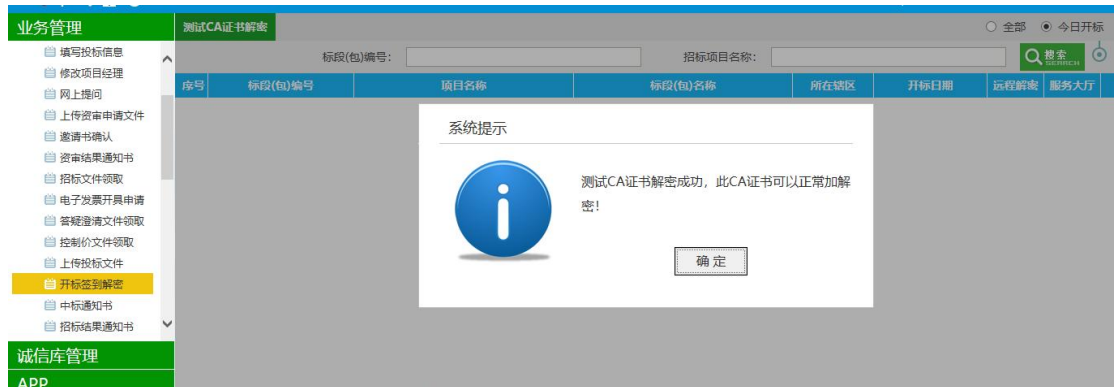 业务管理
填写投标信息
修改项目经理
网上提问
上传资审申请文件
邀请书确认
资审结果通知书
招标文件领取
电子发票开具申请
答疑澄清文件领取
控制价文件领取
上传投标文件
开标签到解密
中标通知书
招标结果通知书
诚信库管理
APP
测试CA证书解密
全部 今日开标
标段(包)编号: 招标项目名称: 搜索 SEARCH
序号 标段(包)编号 项目名称 标段(包)名称 所在辖区 开标日期 远程解密 服务大厅
系统提示
测试CA证书解密成功，此CA证书可以正常加解
密!
确定